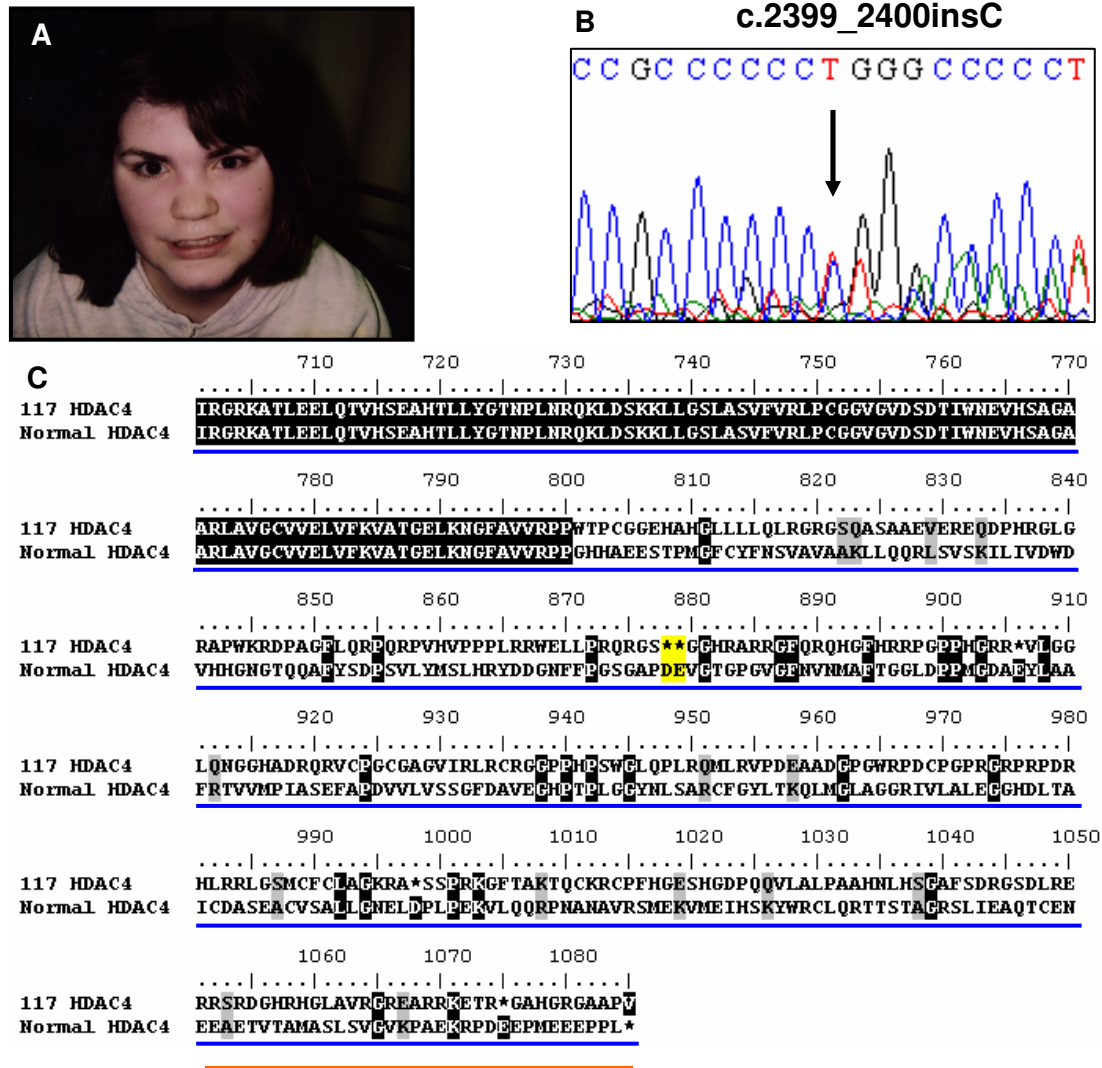 A
B
c.2399_2400insC
CCGCCCCCCTGGGCCCCCT
C
710 720 730 740 750 760 770
....|....|....|....|....|....|....|....|....|....|....|....|....|....|
117 HDAC4 IRGRKATLEELQTVHSEAHTLLYGTNPLNRQKLDSKKLLGSLASVFVRLPCGGVGVDSDTIWNEVHSAGA
Normal HDAC4 IRGRKATLEELQTVHSEAHTLLYGTNPLNRQKLDSKKLLGSLASVFVRLPCGGVGVDSDTIWNEVHSAGA
780 790 800 810 820 830 840
....|....|....|....|....|....|....|....|....|....|....|....|....|....|
117 HDAC4 ARLAVGCVVELVFKVATGELKNGFAVVRPPWTPCGGEHAHGLLLLQLRGRGSQASAAEVEREQDPHRGLG
Normal HDAC4 ARLAVGCVVELVFKVATGELKNGFAVVRPPGHHAEESTPMGFCYFNSVAVAAKLLQQRLSVSKILIVDWD
850 860 870 880 890 900 910
....|....|....|....|....|....|....|....|....|....|....|....|....|....|
117 HDAC4 RAPWKRDPAGFLQRPQRPVHVPPPLRRWELLPRQRGS**GGHRARRGFQRQHGFHRRPGPPHGRR*VLGG
Normal HDAC4 VHHGNGTQQAFYSDPSVLYMSLHRYDDGNFFPGSGAPDEVGTGPGVGFNVNMAFTGGLDPPMGDAEYLAA
920 930 940 950 960 970 980
....|....|....|....|....|....|....|....|....|....|....|....|....|....|
117 HDAC4 LQNGGHADRQRVCPGCGAGVIRLRCRGGPPHPSWGLQPLRQMLRVPDEAADGPGWRPDCPGPRGRPRPDR
Normal HDAC4 FRTVVMPIASEFAPDVVLVSSGFDAVEGHPTPLGGYNLSARCFGYLTKQLMGLAGGRIVLALEGGHDLTA
990 1000 1010 1020 1030 1040 1050
....|....|....|....|....|....|....|....|....|....|....|....|....|....|
117 HDAC4 HLRRLGSMCFCLAGKRA*SSPRKGFTAKTQCKRCPFHGESHGDPQQVLALPAAHNLHSGAFSDRGSDLRE
Normal HDAC4 ICDASEACVSALLGNELDPLPEKVLQQRPNANAVRSMEKVMEIHSKYWRCLQRTTSTAGRSLIEAQTCEN
1060 1070 1080
....|....|....|....|....|....|....|
117 HDAC4 RRSRDGHRHGLAVRGREARRKETR*GAHGRGAAPV
Normal HDAC4 EEAETVTAMASLSVGVKPAEKRPDEEPMEEEPPL*